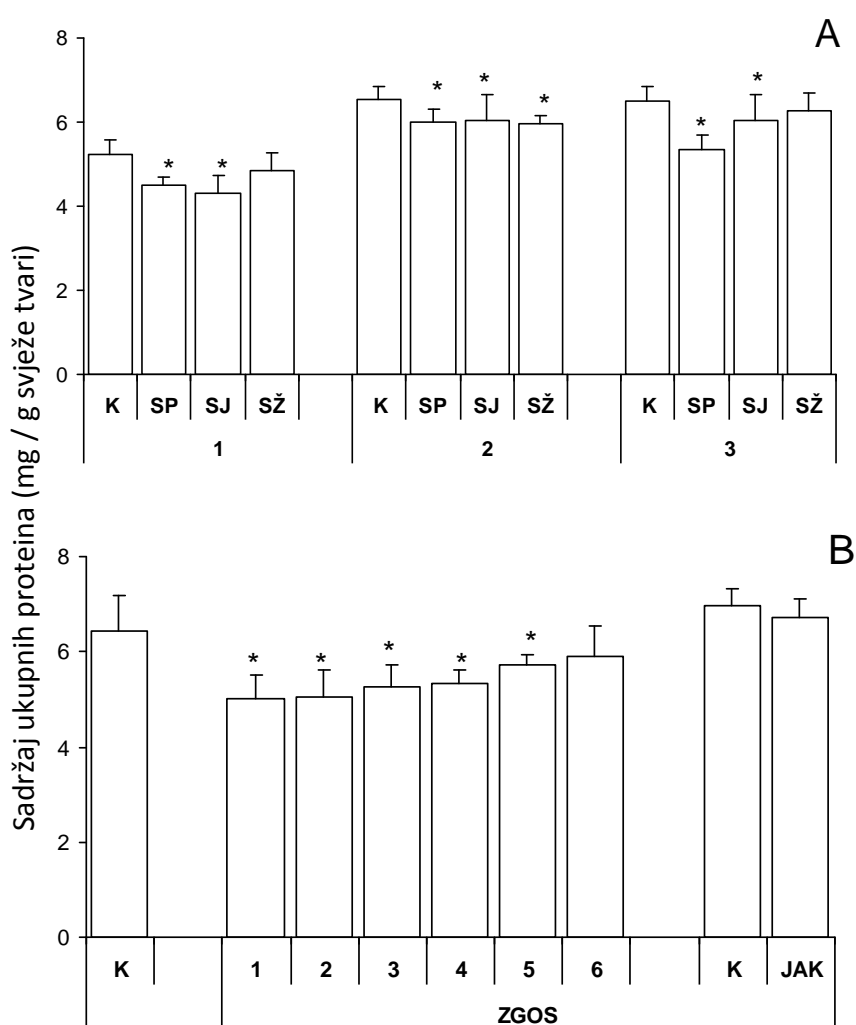 A
8
6
4
2
0
* * * * * * *
K SP SJ SŽ K SP SJ SŽ K SP SJ SŽ
1 2 3
Sadržaj ukupnih proteina (mg / g svježe tvari)
B
8
6
4
2
0
* * * * *
K 1 2 3 4 5 6 K JAK
ZGOS